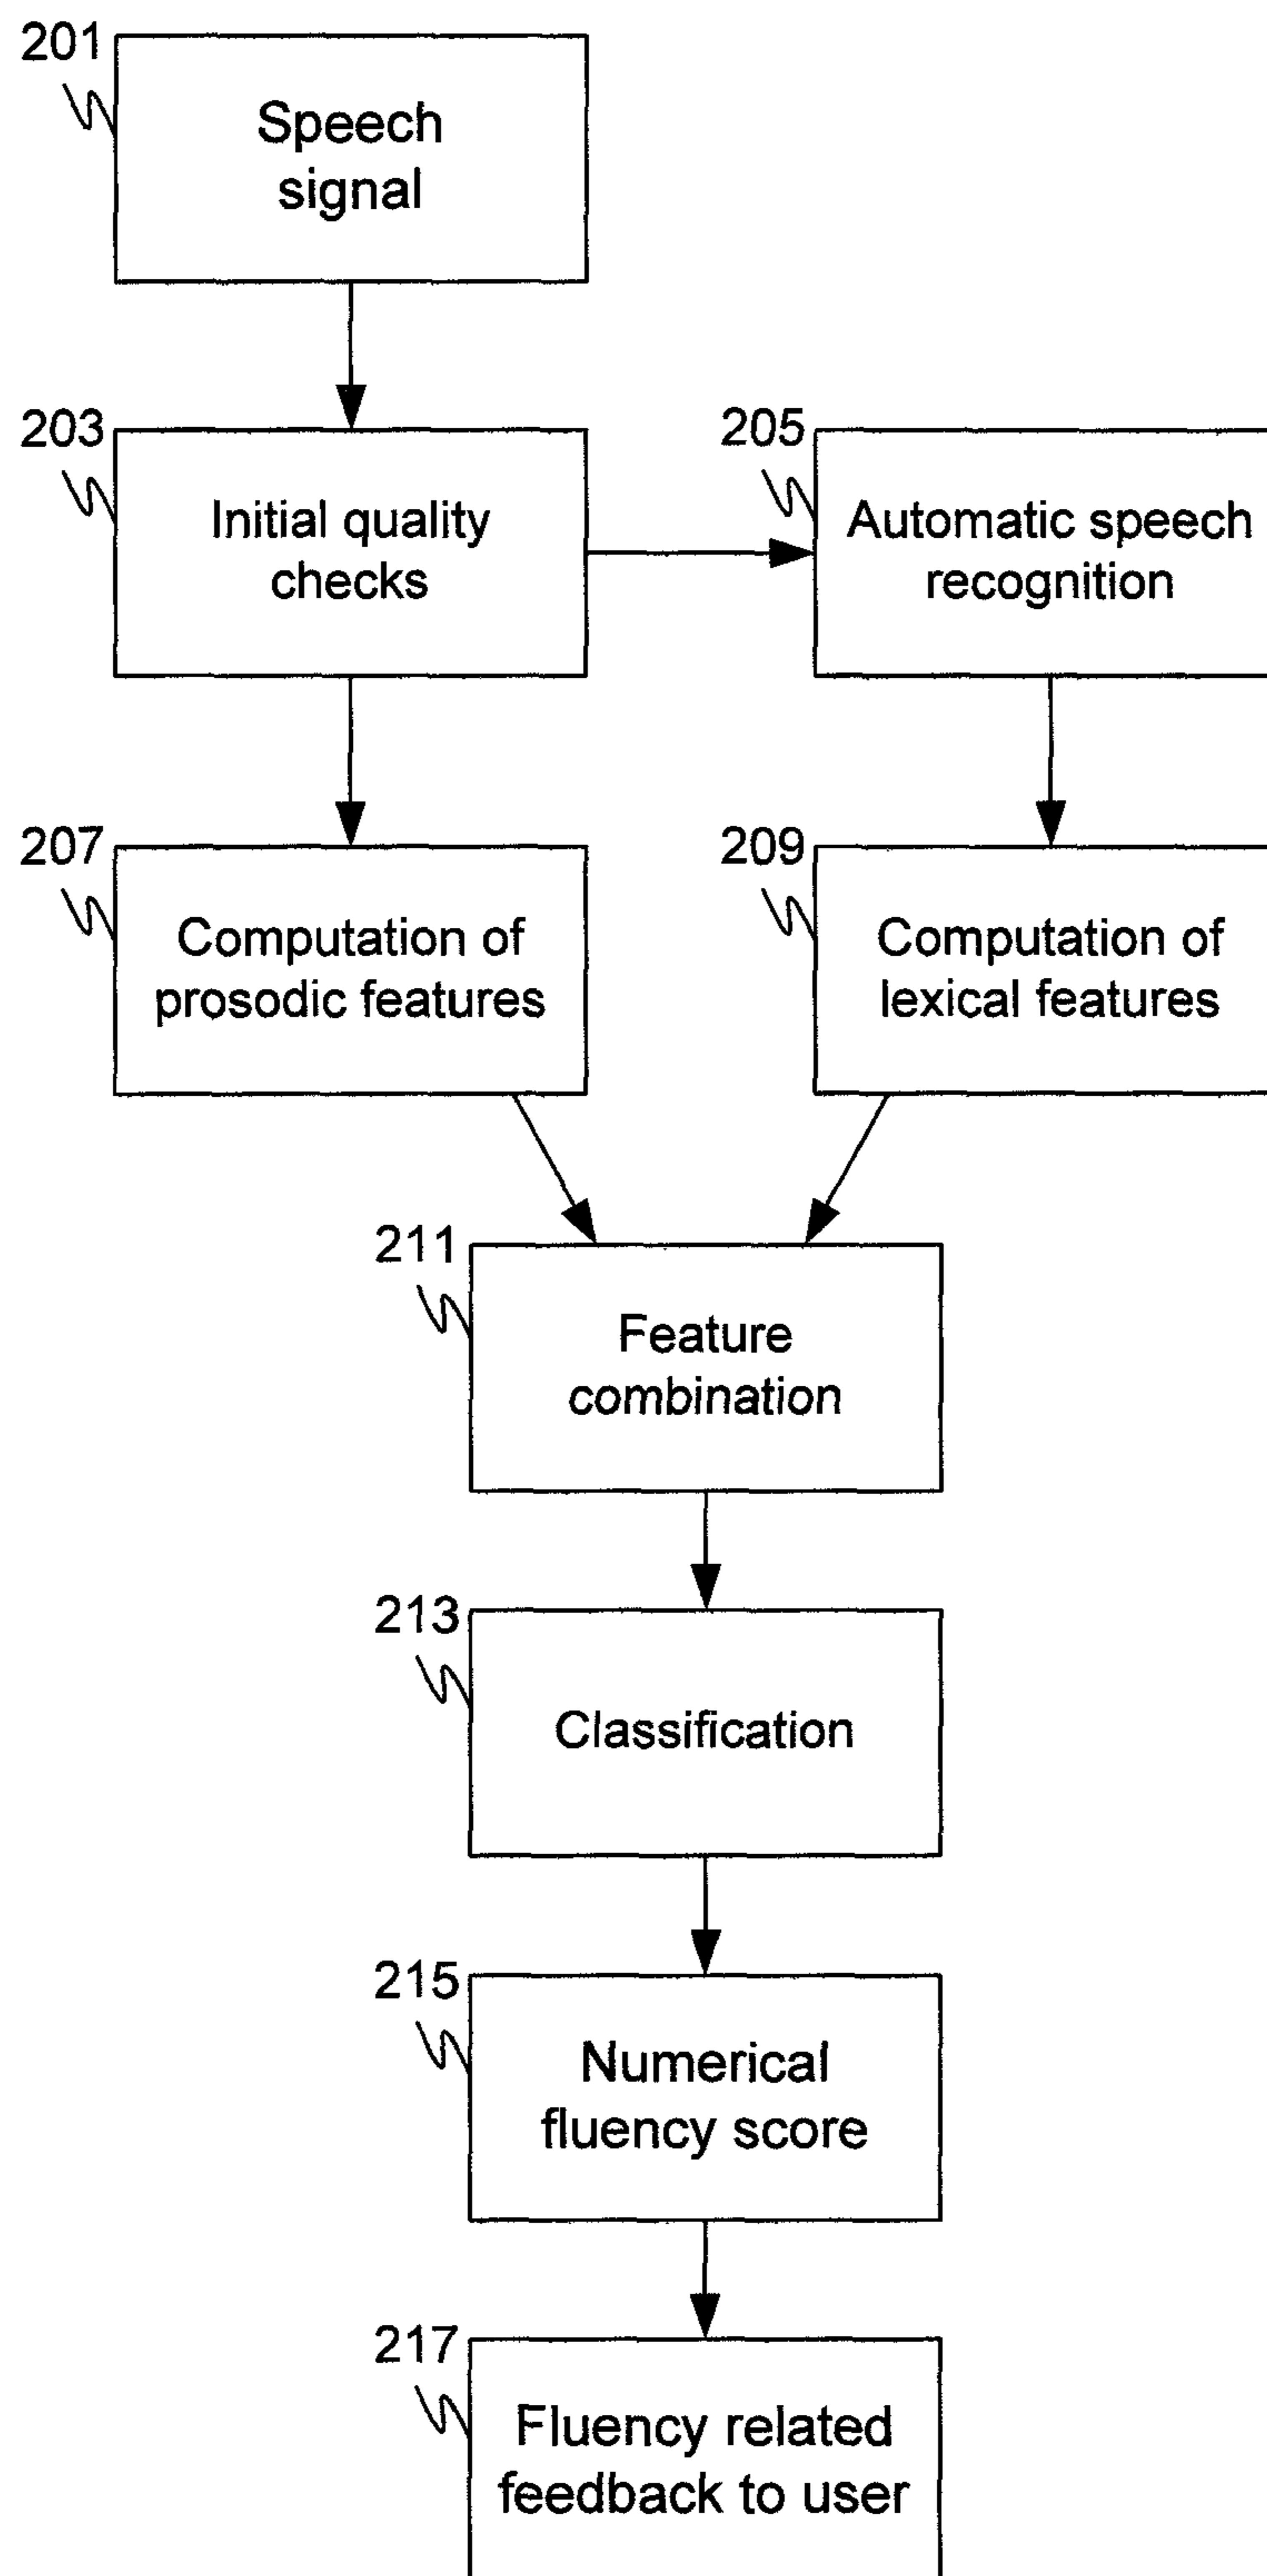 201
Speech
signal
203
Initial quality
checks
205
Automatic speech
recognition
207
Computation of
prosodic features
209
Computation of
lexical features
211
Feature
combination
213
Classification
215
Numerical
fluency score
217
Fluency related
feedback to user